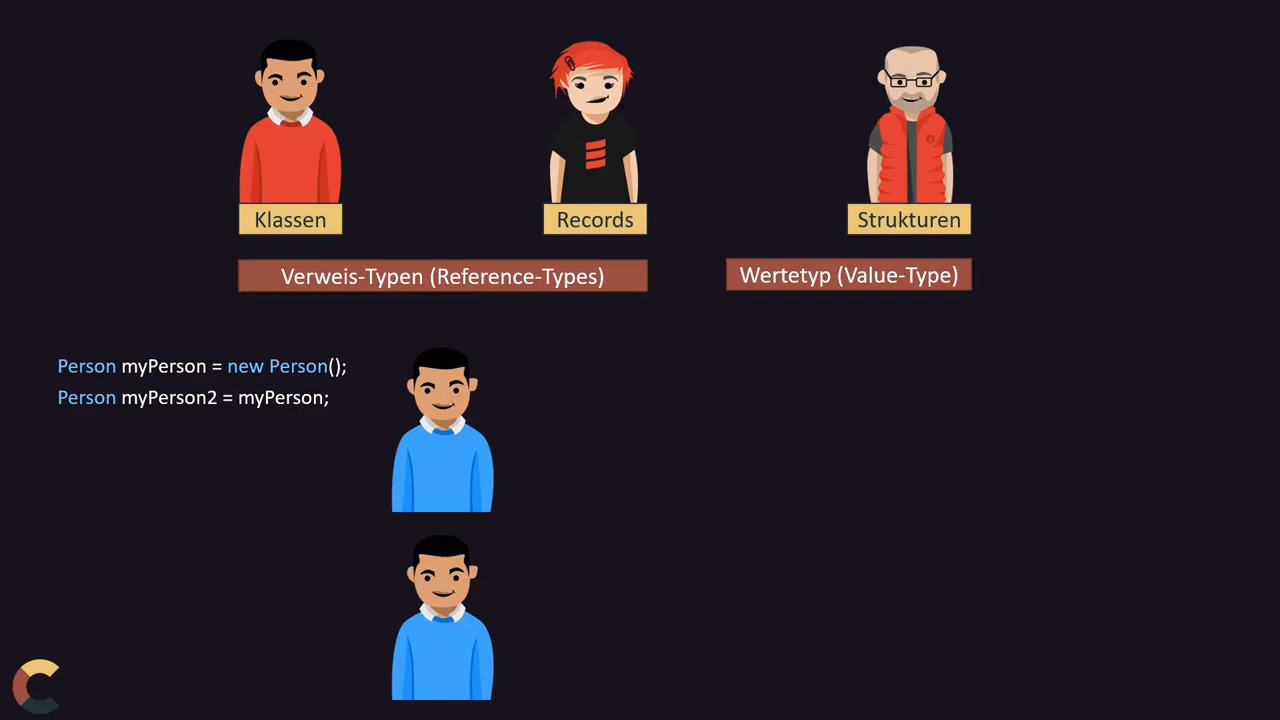 Klassen
Records
Strukturen
Verweis-Typen (Reference-Types)
Wertetyp (Value-Type)
Person myPerson = new Person();
Person myPerson2 = myPerson;